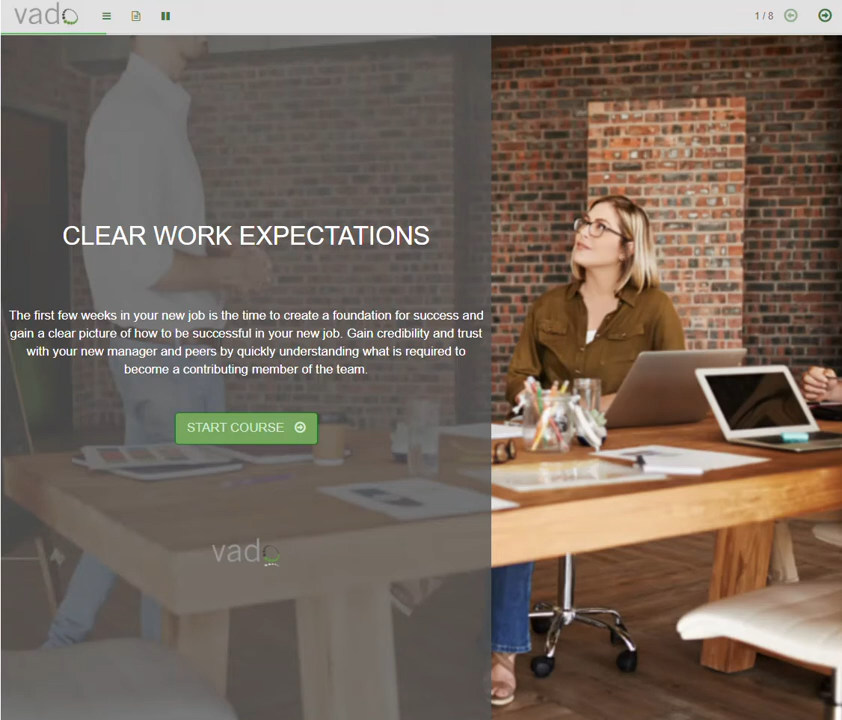 vado
1 / 8
CLEAR WORK EXPECTATIONS
The first few weeks in your new job is the time to create a foundation for success and
gain a clear picture of how to be successful in your new job. Gain credibility and trust
with your new manager and peers by quickly understanding what is required to
become a contributing member of the team.
START COURSE
vado